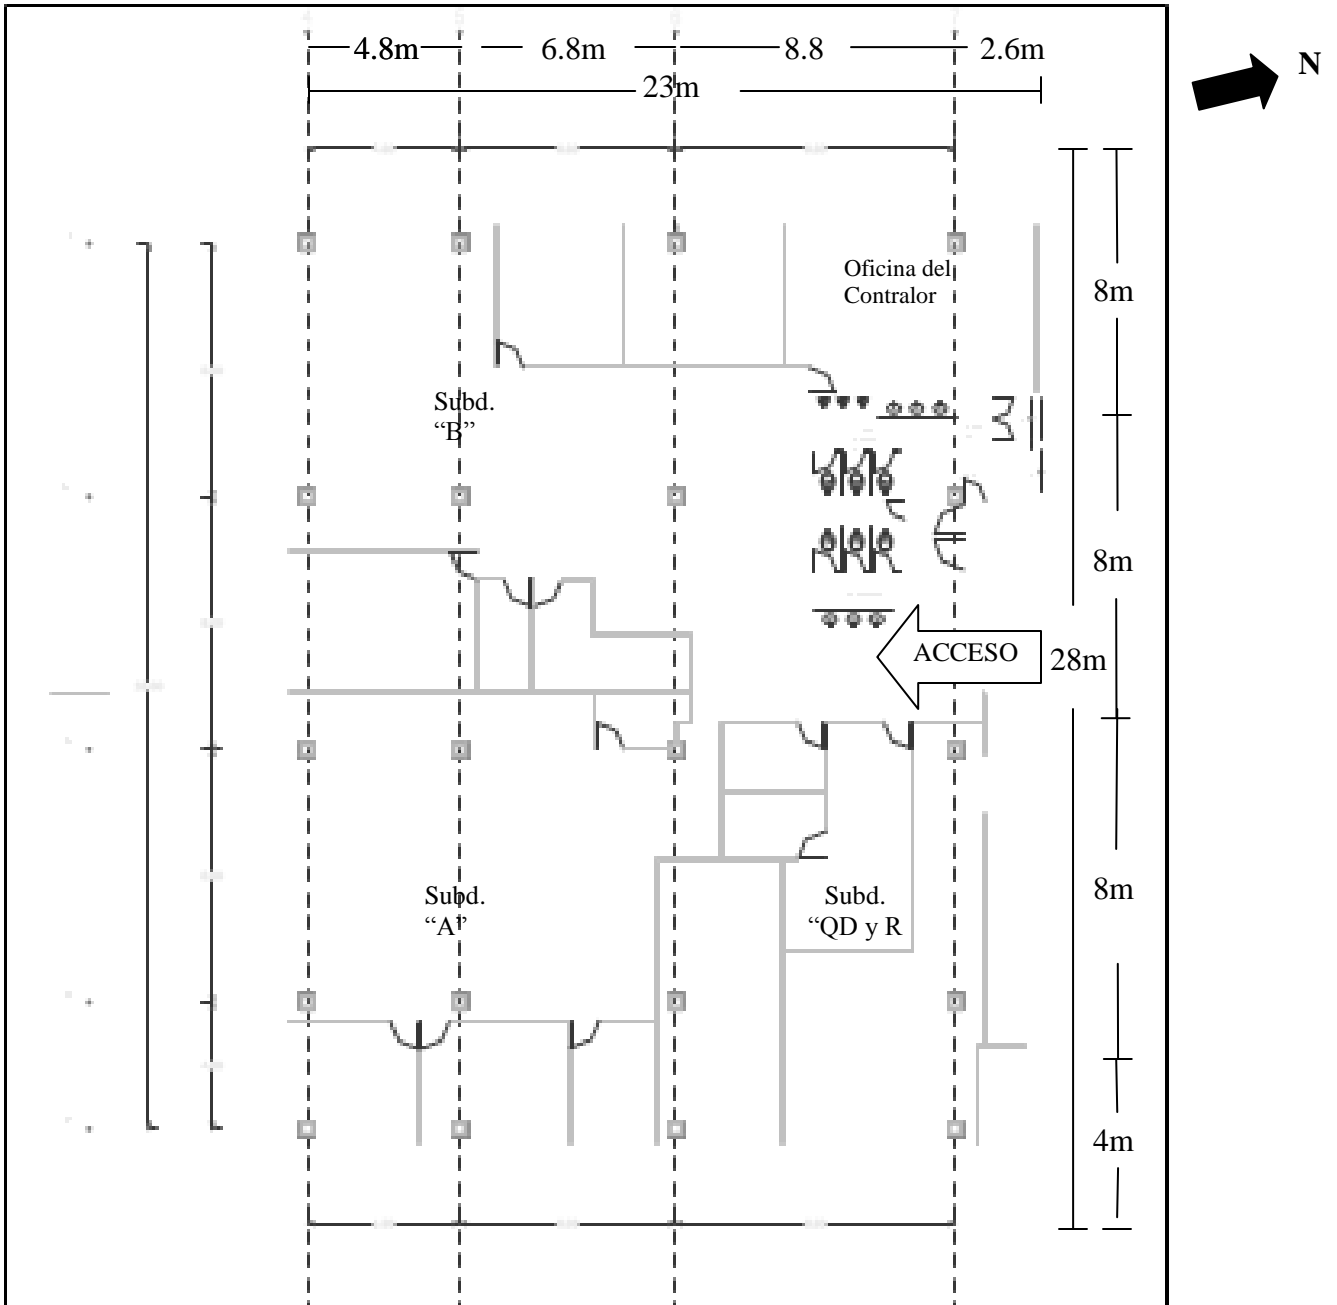 4.8m 6.8m 8.8 2.6m
N
23m
8m
Oficina del
Contralor
Subd.
“B”
8m
ACCESO
28m
8m
Subd.
“A”
Subd.
“QD y R
4m